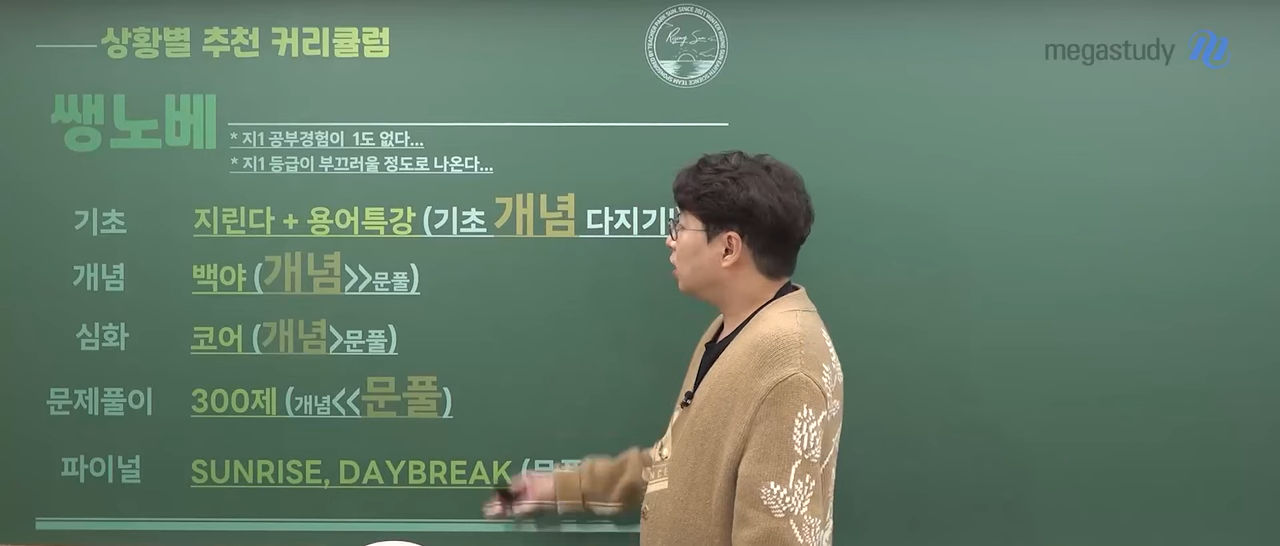 상황별 추천 커리큘럼
megastudy
쌩노베
* 지1 공부경험이 1도 없다...
* 지1 등급이 부끄러울 정도로 나온다...
기초 지린다 + 용어특강 (기초 개념 다지기!)
개념 백야 (개념>>문풀)
심화 코어 (개념>문풀)
문제풀이 300제 (개념<<문풀)
파이널 SUNRISE, DAYBREAK